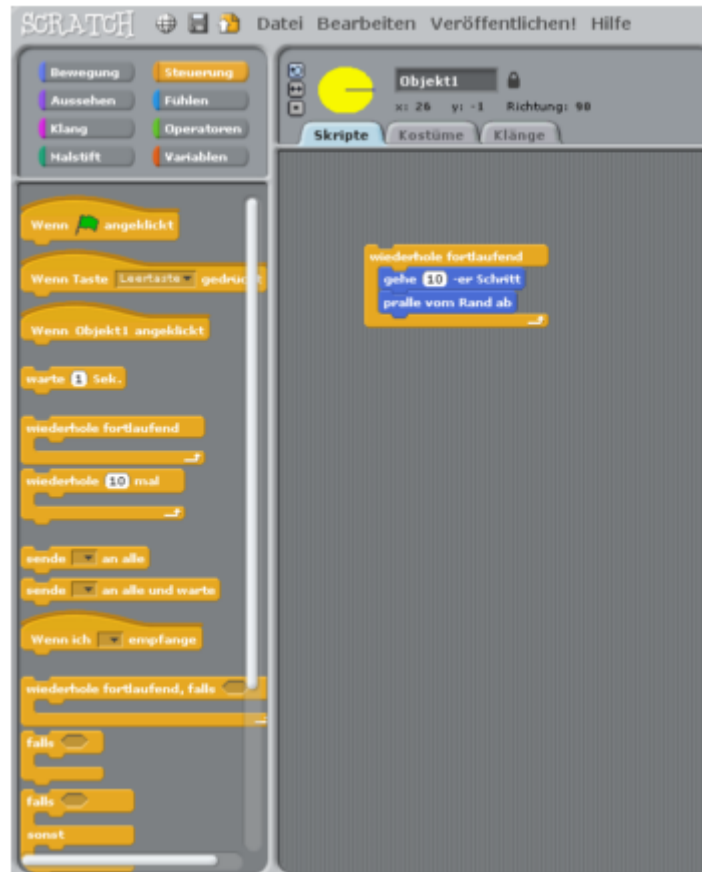 SCRATCH Datei Bearbeiten Veröffentlichen! Hilfe
Bewegung Steuerung
Aussehen Fühlen
Klang Operatoren
Malstift Variablen
Objekt1
x: 26 y: -1 Richtung: 90
Skripte Kostüme Klänge
Wenn angeklickt
Wenn Taste Leertaste gedrückt
Wenn Objekt1 angeklickt
warte 1 Sek.
wiederhole fortlaufend
wiederhole 10 mal
sende an alle
sende an alle und warte
Wenn ich empfange
wiederhole fortlaufend, falls
falls
falls
sonst
wiederhole fortlaufend
gehe 10 -er Schritt
pralle vom Rand ab